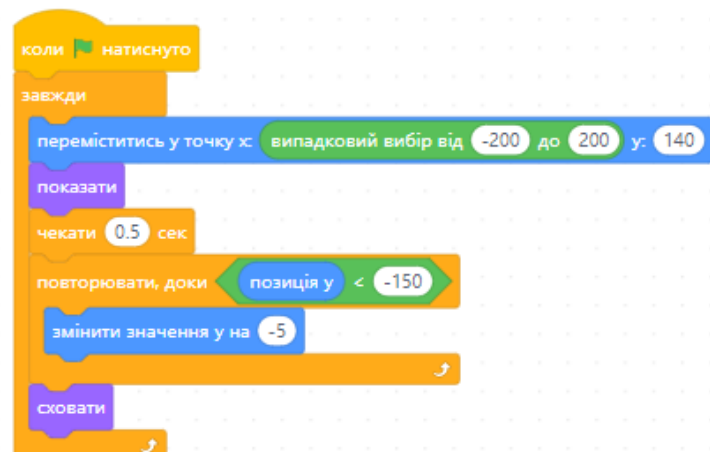 коли натиснуто
завжди
переміститись у точку x: випадковий вибір від -200 до 200 y: 140
показати
чекати 0.5 сек
повторювати, доки позиція y < -150
змінити значення y на -5
сховати